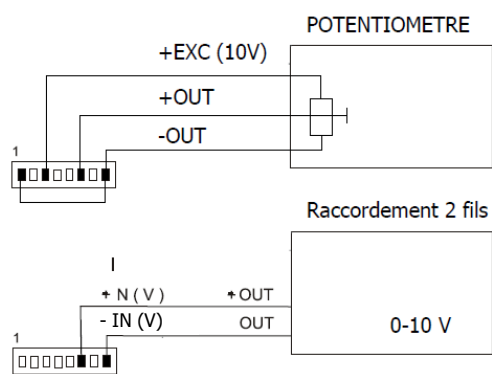 POTENTIOMETRE
+EXC (10V)
+OUT
-OUT
1
Raccordement 2 fils
I
+ N ( V ) + OUT
- IN (V) OUT
0-10 V
1